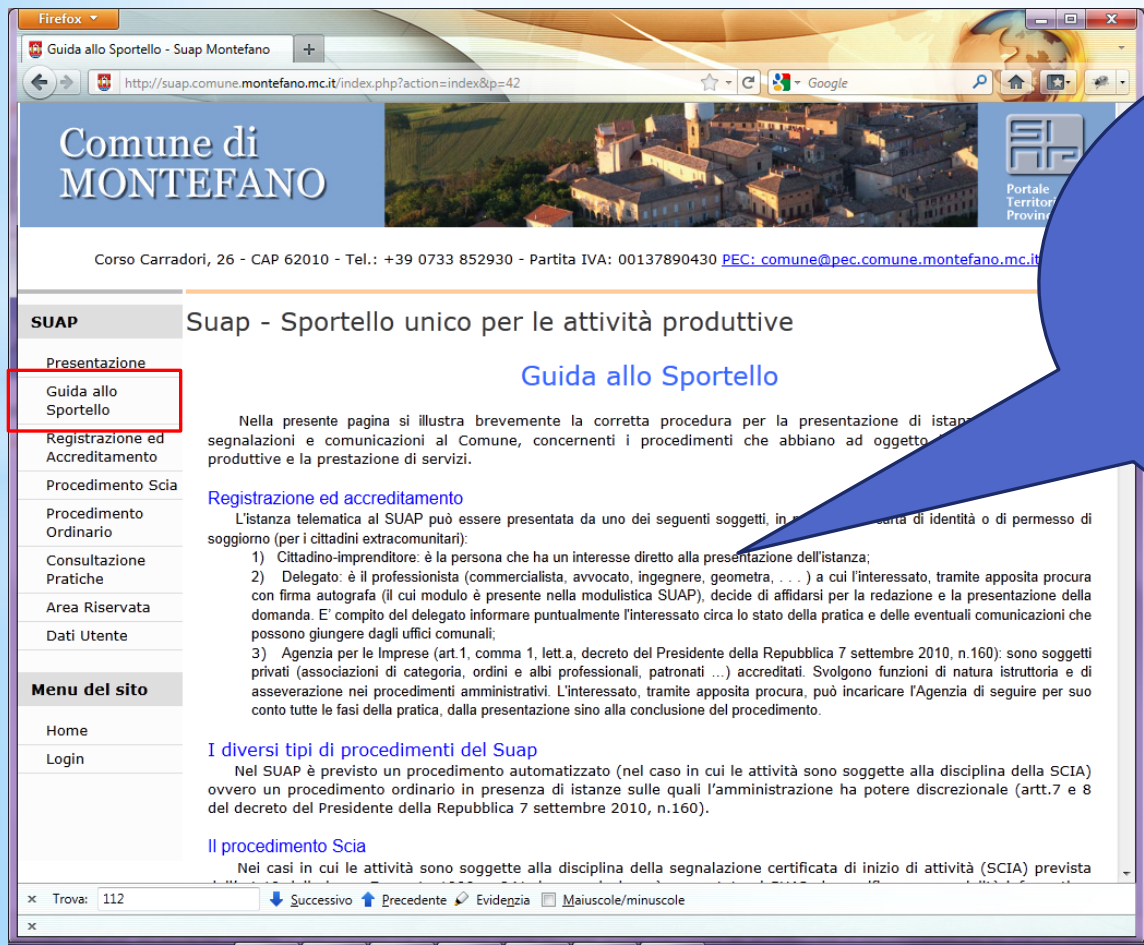 Firefox
Guida allo Sportello - Suap Montefano
http://suap.comune.montefano.mc.it/index.php?action=index&p=42
Google
Comune di
MONTEFANO
Portale
Corso Carradori, 26 - CAP 62010 - Tel.: +39 0733 852930 - Partita IVA: 00137890430 PEC: comune@pec.comune.montefano.mc.it
SUAP
Presentazione
Guida allo
Sportello
Registrazione ed
Accreditamento
Procedimento Scia
Procedimento
Ordinario
Consultazione
Pratiche
Area Riservata
Dati Utente
Menu del sito
Home
Login
Suap - Sportello unico per le attività produttive
Guida allo Sportello
Nella presente pagina si illustra brevemente la corretta procedura per la presentazione di
segnalazioni e comunicazioni al Comune, concernenti i procedimenti che abbiano ad oggetto
produttive e la prestazione di servizi.
Registrazione ed accreditamento
L'istanza telematica al SUAP può essere presentata da uno dei seguenti soggetti, in carta di identità o di permesso di
soggiorno (per i cittadini extracomunitari):
1) Cittadino-imprenditore: è la persona che ha un interesse diretto alla presentazione dell'istanza;
2) Delegato: è il professionista (commercialista, avvocato, ingegnere, geometra, . . . ) a cui l'interessato, tramite apposita procura
con firma autografa (il cui modulo è presente nella modulistica SUAP), decide di affidarsi per la redazione e la presentazione della
domanda. E' compito del delegato informare puntualmente l'interessato circa lo stato della pratica e delle eventuali comunicazioni che
possono giungere dagli uffici comunali;
3) Agenzia per le Imprese (art.1, comma 1, lett.a, decreto del Presidente della Repubblica 7 settembre 2010, n.160): sono soggetti
privati (associazioni di categoria, ordini e albi professionali, patronati ...) accreditati. Svolgono funzioni di natura istruttoria e di
asseverazione nei procedimenti amministrativi. L'interessato, tramite apposita procura, può incaricare l'Agenzia di seguire per suo
conto tutte le fasi della pratica, dalla presentazione sino alla conclusione del procedimento.
I diversi tipi di procedimenti del Suap
Nel SUAP è previsto un procedimento automatizzato (nel caso in cui le attività sono soggette alla disciplina della SCIA)
ovvero un procedimento ordinario in presenza di istanze sulle quali l'amministrazione ha potere discrezionale (artt.7 e 8
del decreto del Presidente della Repubblica 7 settembre 2010, n.160).
Il procedimento Scia
Nei casi in cui le attività sono soggette alla disciplina della segnalazione certificata di inizio di attività (SCIA) prevista
x Trova: 112 Successivo Precedente Evidenzia Maiuscole/minuscole
x